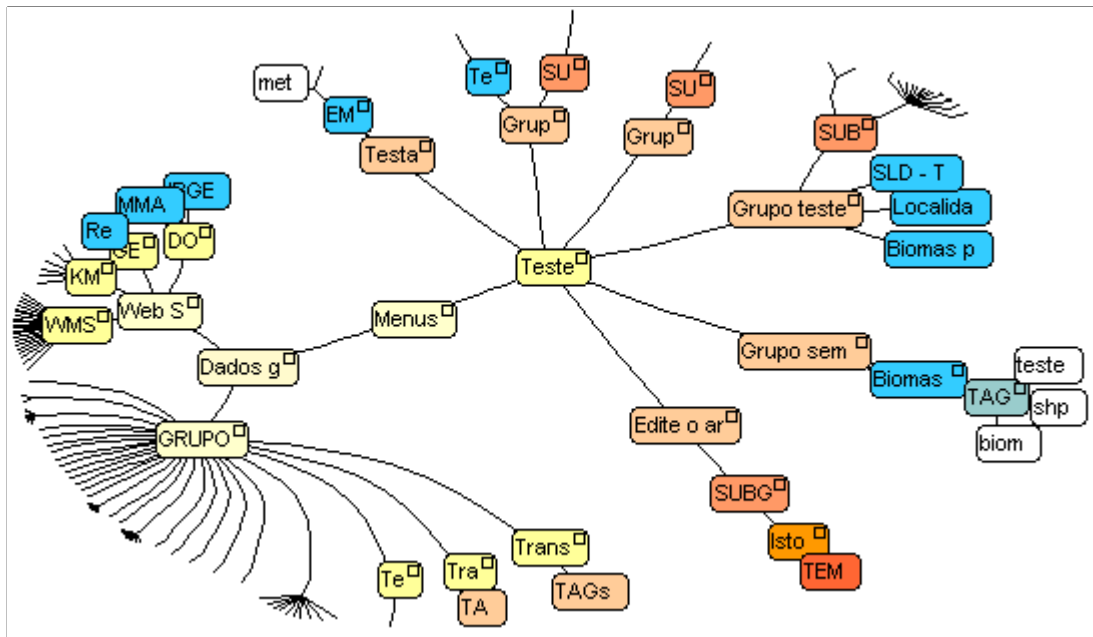 met
Te
SU
SU
EM
Grup
Grup
SUB
Testa
SLD - T
MMA
Grupo teste
Localida
Re
GE
DO
Biomas p
KM
Teste
Web S
WMS
Menus
Grupo sem
Dados g
Biomas
teste
TAG
shp
Edite o ar
GRUPO
biom
SUBG
Trans
Isto
Te
Tra
TEM
TA
TAGs